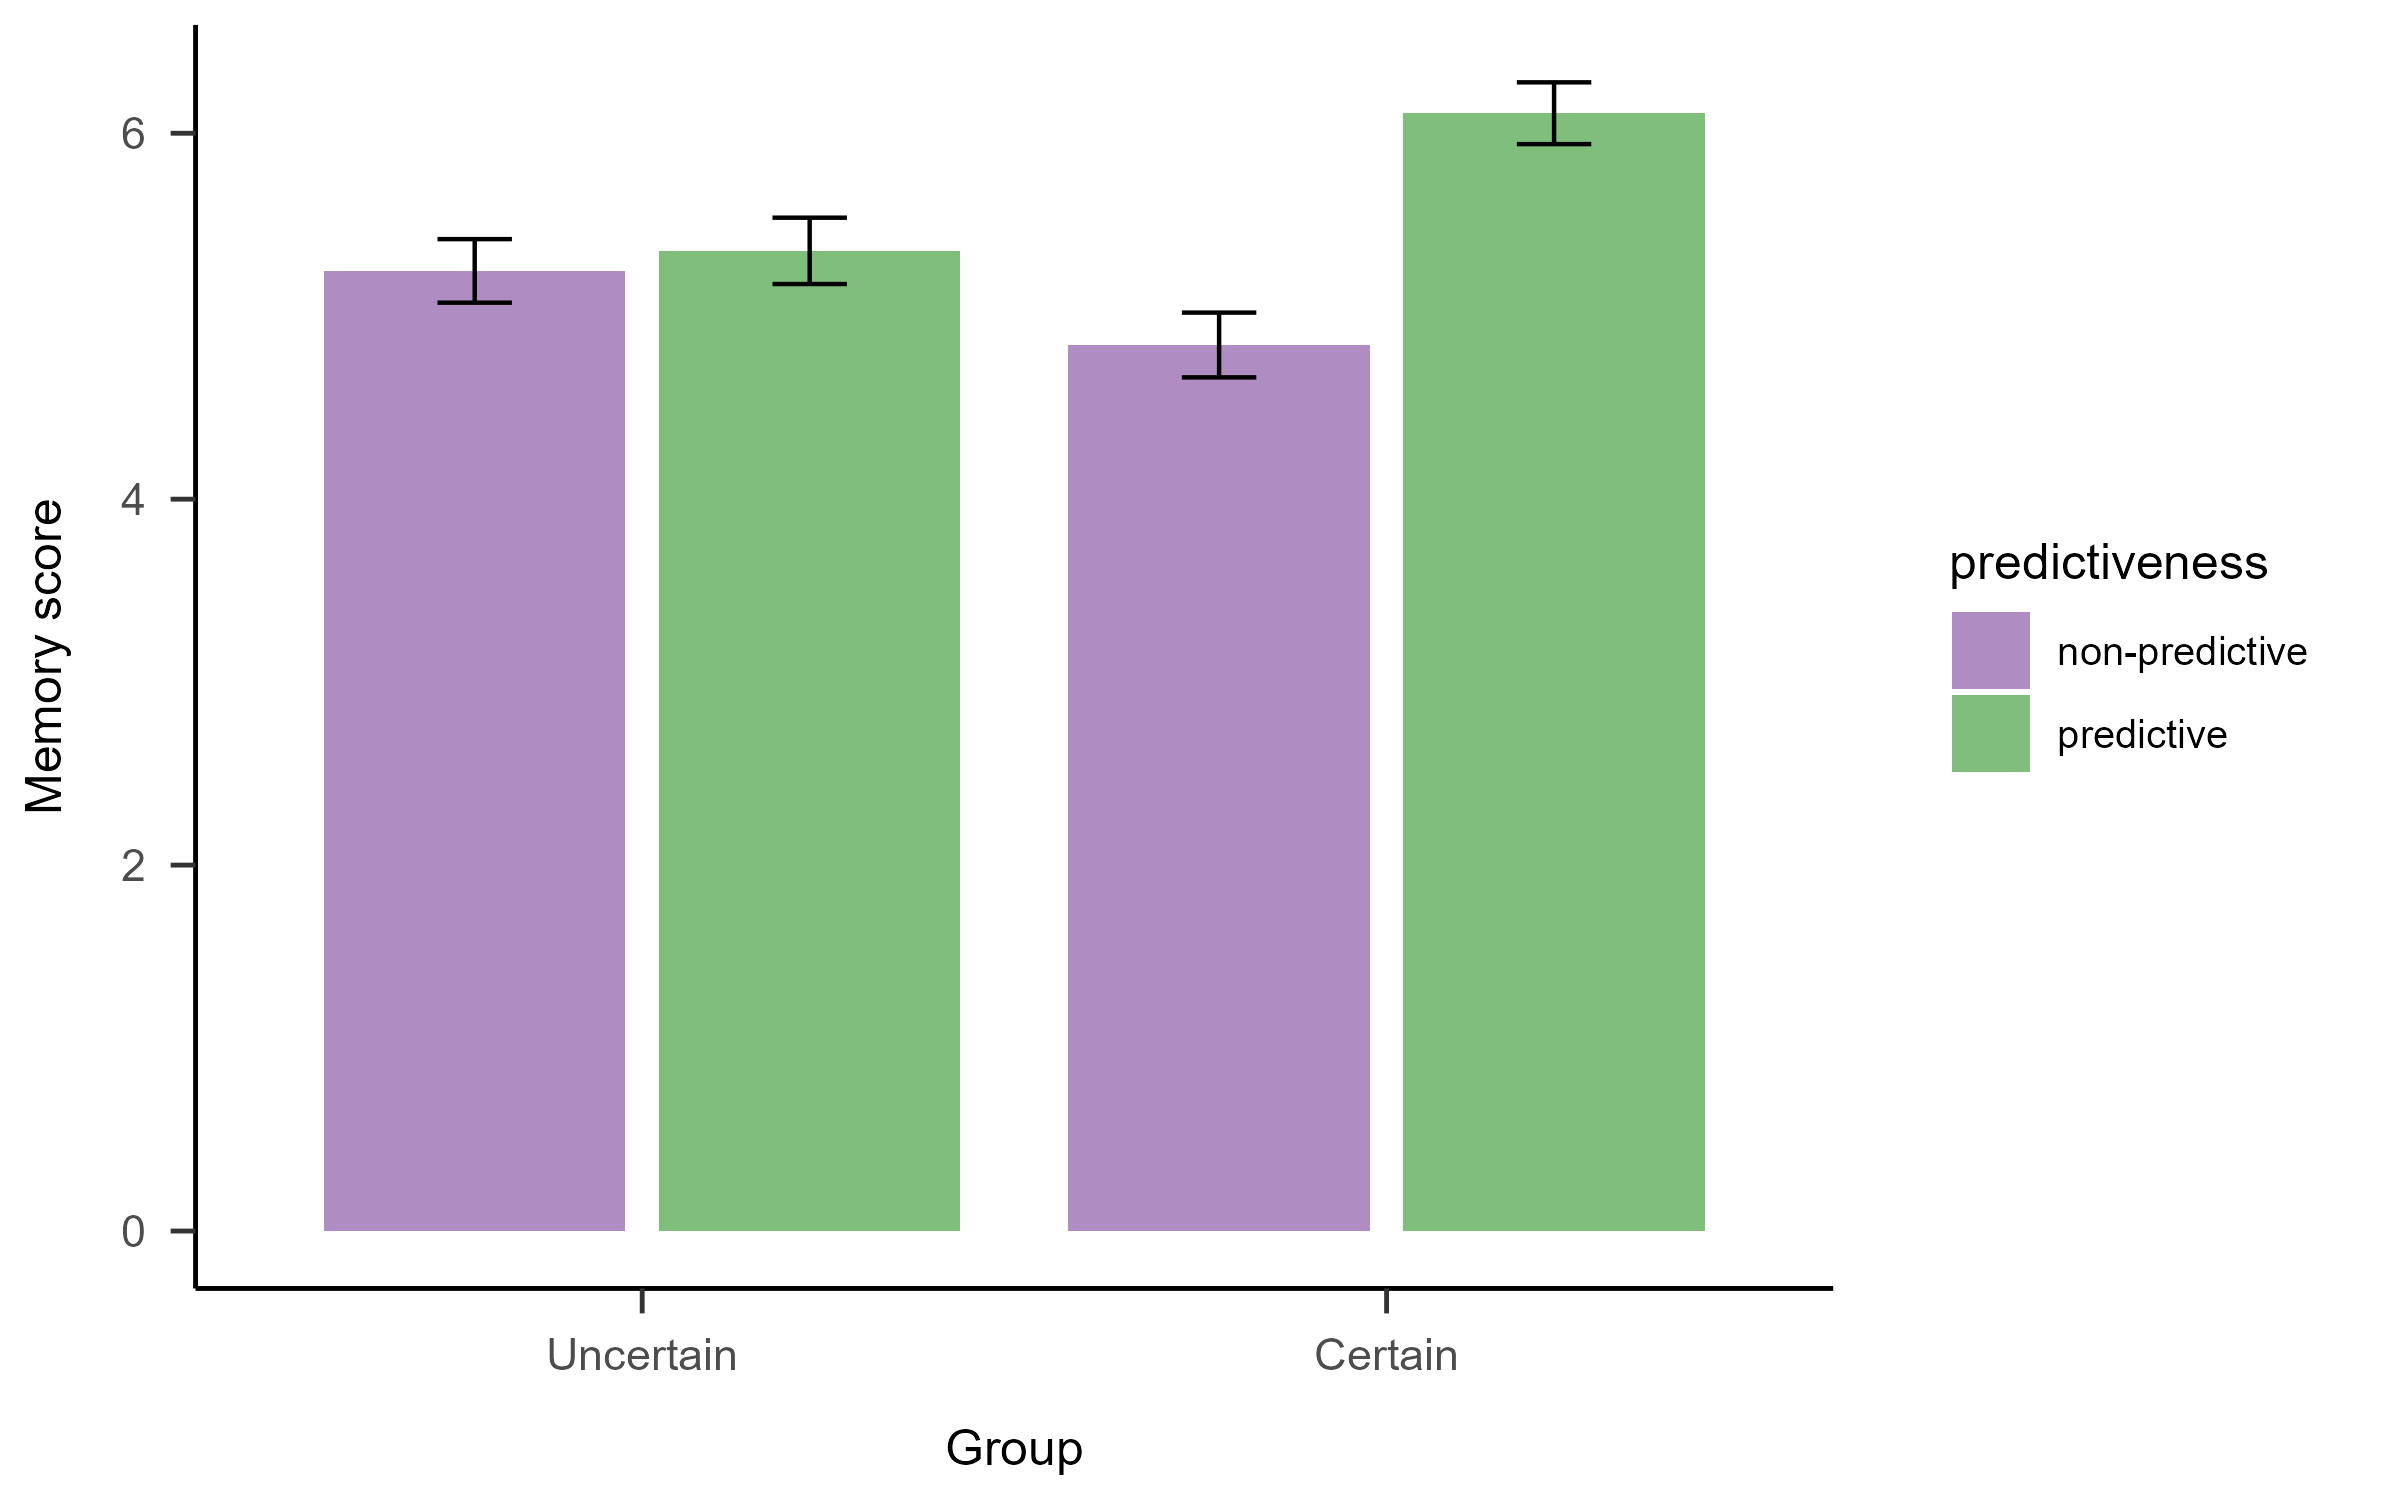 Memory score
6
4
2
0
Uncertain
Certain
Group
predictiveness
non-predictive
predictive